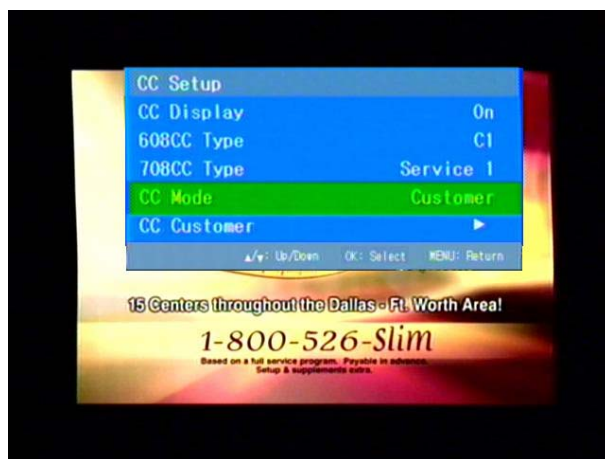 CC Setup
CC Display On
608CC Type C1
708CC Type Service 1
CC Mode Customer
CC Customer ►
▲/▼: Up/Down OK: Select MENU: Return
15 Centers throughout the Dallas - Ft. Worth Area!
1-800-526-Slim
Based on a full service program. Payable in advance.
Setup & supplements extra.